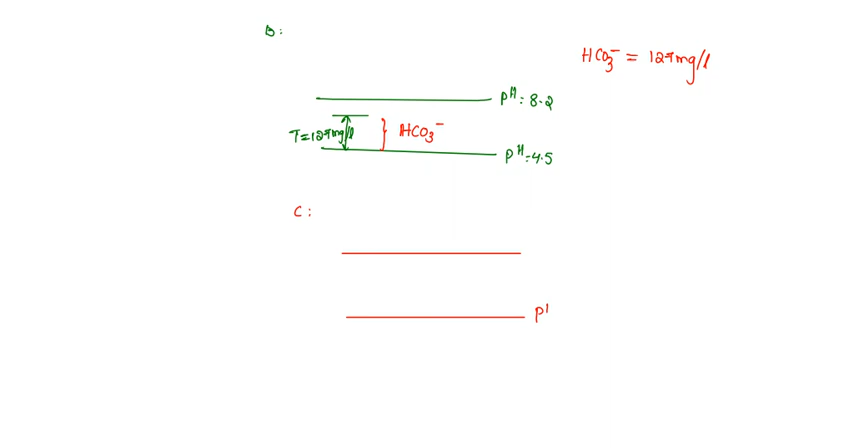 B:
HCO₃⁻ = 127mg/l
pH = 8.2
T = 127mg/l } HCO₃⁻
pH = 4.5
C: